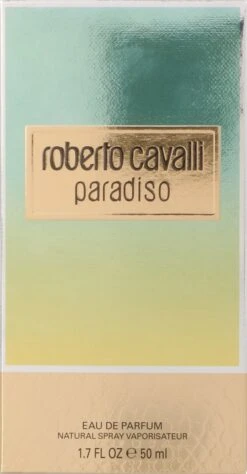 roberto cavalli
paradiso
EAU DE PARFUM
NATURAL SPRAY VAPORISATEUR
1.7 FL OZ ℮ 50 ml